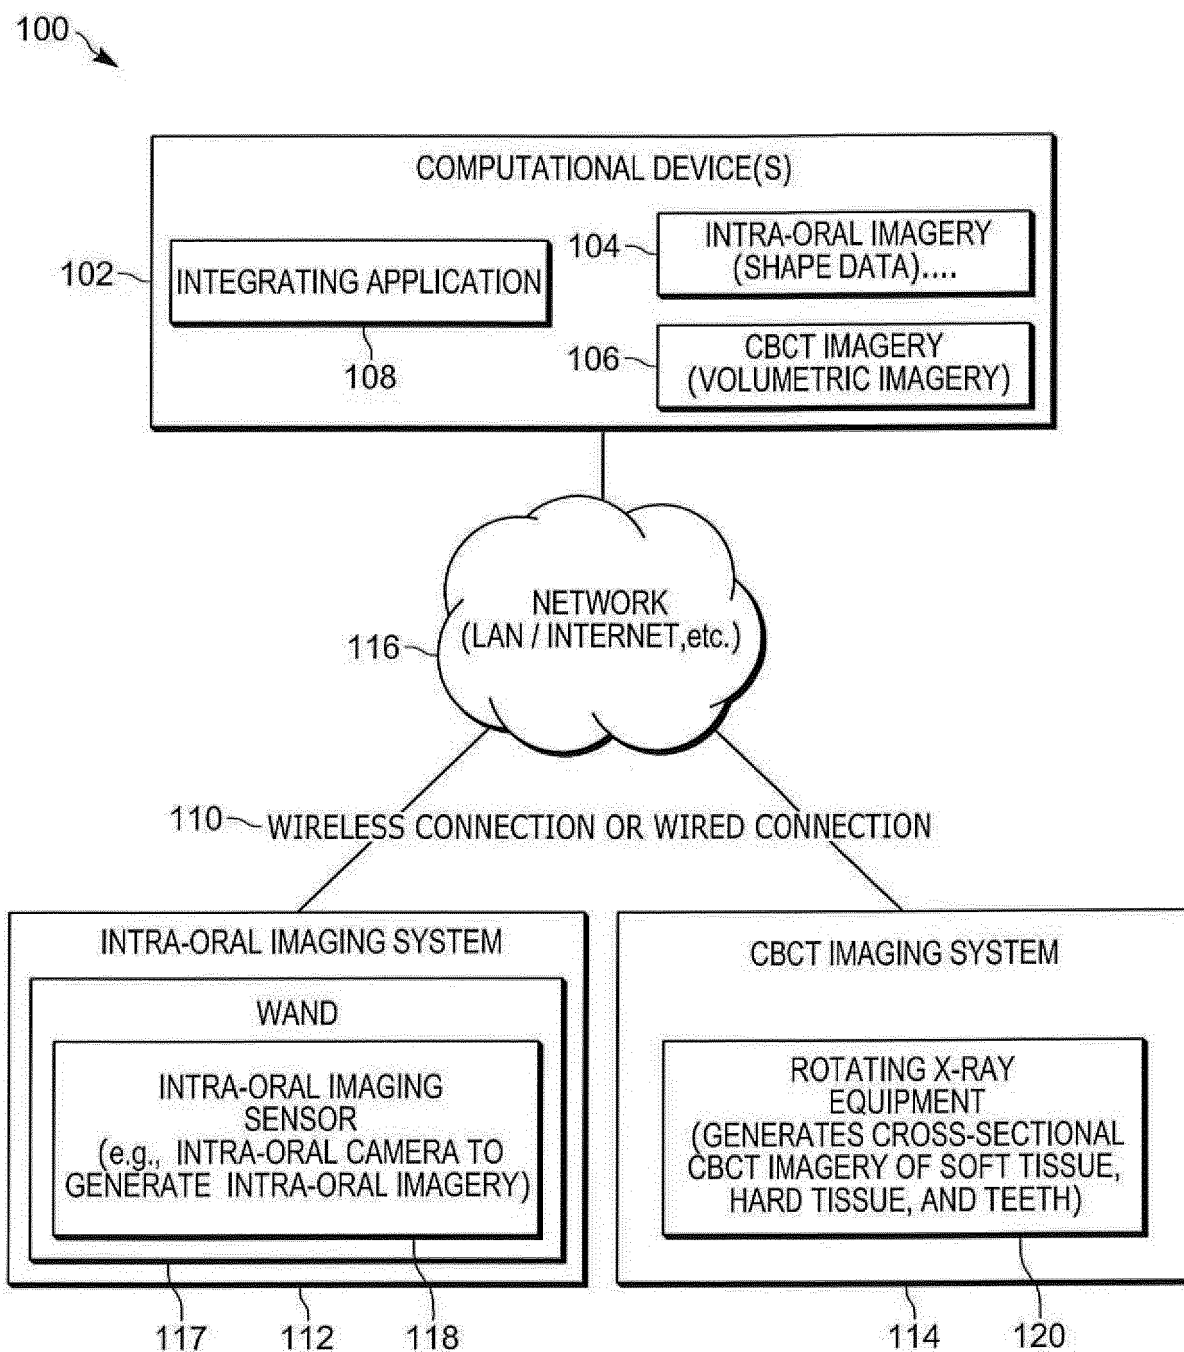 100
COMPUTATIONAL DEVICE(S)
102
INTEGRATING APPLICATION
108
104
INTRA-ORAL IMAGERY
(SHAPE DATA)....
106
CBCT IMAGERY
(VOLUMETRIC IMAGERY)
NETWORK
(LAN / INTERNET,etc.)
116
110
WIRELESS CONNECTION OR WIRED CONNECTION
INTRA-ORAL IMAGING SYSTEM
WAND
INTRA-ORAL IMAGING
SENSOR
(e.g., INTRA-ORAL CAMERA TO
GENERATE INTRA-ORAL IMAGERY)
117
112
118
CBCT IMAGING SYSTEM
ROTATING X-RAY
EQUIPMENT
(GENERATES CROSS-SECTIONAL
CBCT IMAGERY OF SOFT TISSUE,
HARD TISSUE, AND TEETH)
114
120